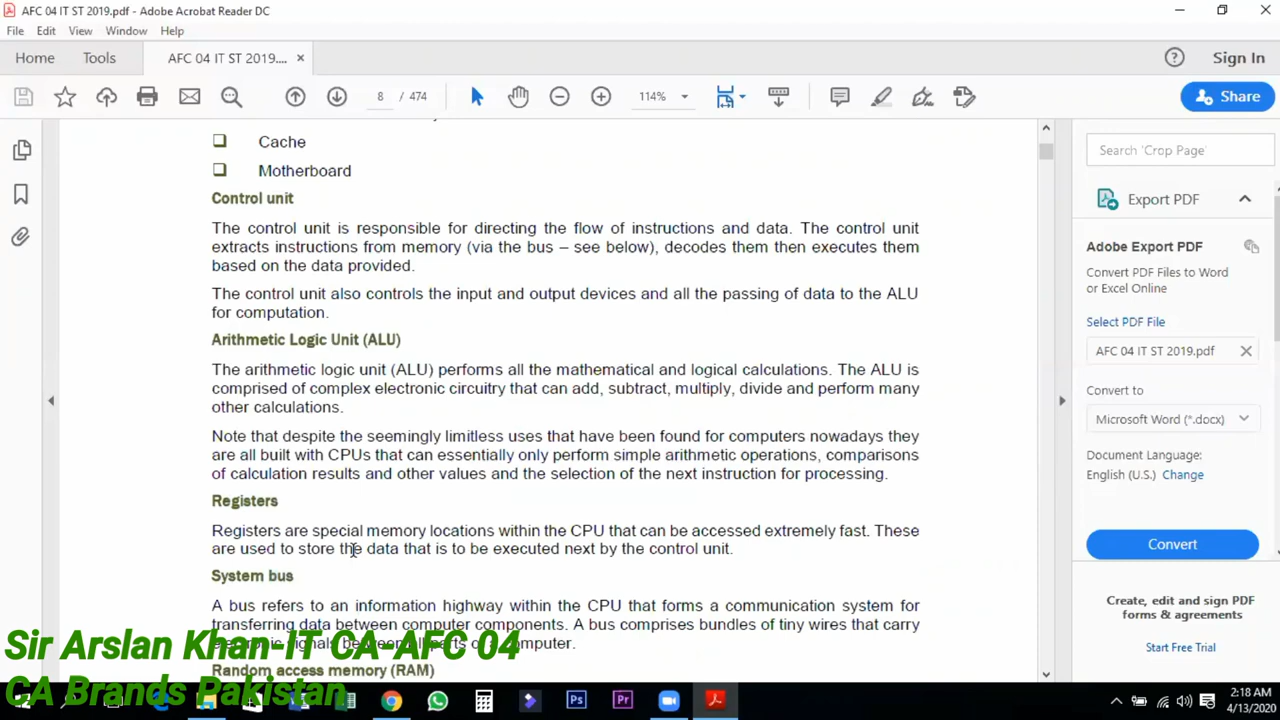 AFC 04 IT ST 2019.pdf - Adobe Acrobat Reader DC
File Edit View Window Help
Home Tools AFC 04 IT ST 2019.... × Sign In
8 / 474 114% Share
Cache
Motherboard
Control unit
The control unit is responsible for directing the flow of instructions and data. The control unit
extracts instructions from memory (via the bus – see below), decodes them then executes them
based on the data provided.
The control unit also controls the input and output devices and all the passing of data to the ALU
for computation.
Arithmetic Logic Unit (ALU)
The arithmetic logic unit (ALU) performs all the mathematical and logical calculations. The ALU is
comprised of complex electronic circuitry that can add, subtract, multiply, divide and perform many
other calculations.
Note that despite the seemingly limitless uses that have been found for computers nowadays they
are all built with CPUs that can essentially only perform simple arithmetic operations, comparisons
of calculation results and other values and the selection of the next instruction for processing.
Registers
Registers are special memory locations within the CPU that can be accessed extremely fast. These
are used to store the data that is to be executed next by the control unit.
System bus
A bus refers to an information highway within the CPU that forms a communication system for
transferring data between computer components. A bus comprises bundles of tiny wires that carry
signals between all parts computer.
Random access memory (RAM)
Sir Arslan Khan-IT CA-AFC 04
CA Brands Pakistan
Search 'Crop Page'
Export PDF
Adobe Export PDF
Convert PDF Files to Word
or Excel Online
Select PDF File
AFC 04 IT ST 2019.pdf
Convert to
Microsoft Word (*.docx)
Document Language:
English (U.S.) Change
Convert
Create, edit and sign PDF
forms & agreements
Start Free Trial
Ps Pr
2:18 AM
4/13/2020